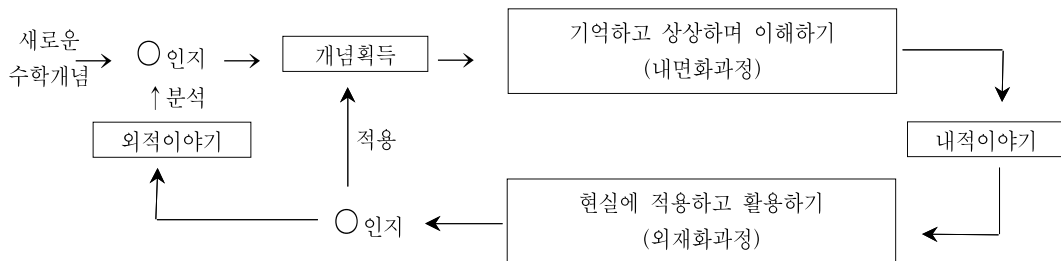 새로운
수학개념
인지
개념획득
기억하고 상상하며 이해하기
(내면화과정)
분석
외적이야기
적용
내적이야기
인지
현실에 적용하고 활용하기
(외재화과정)